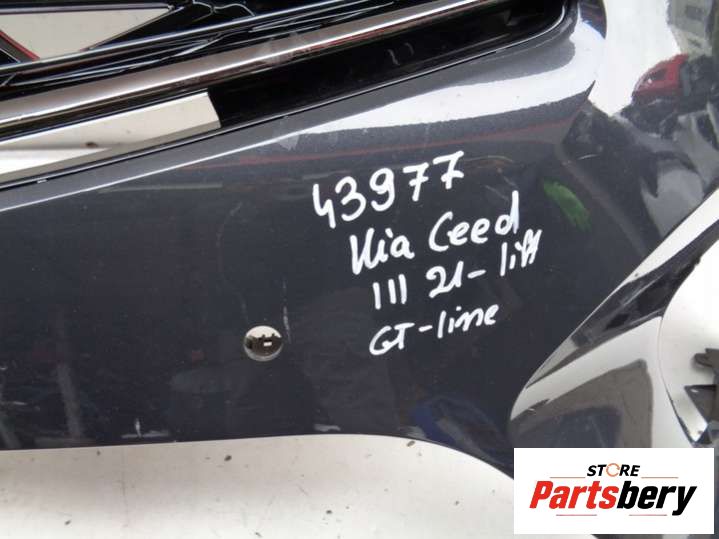 43977
Kia Ceed
III 21- lift
GT-line
STORE
Partsbery